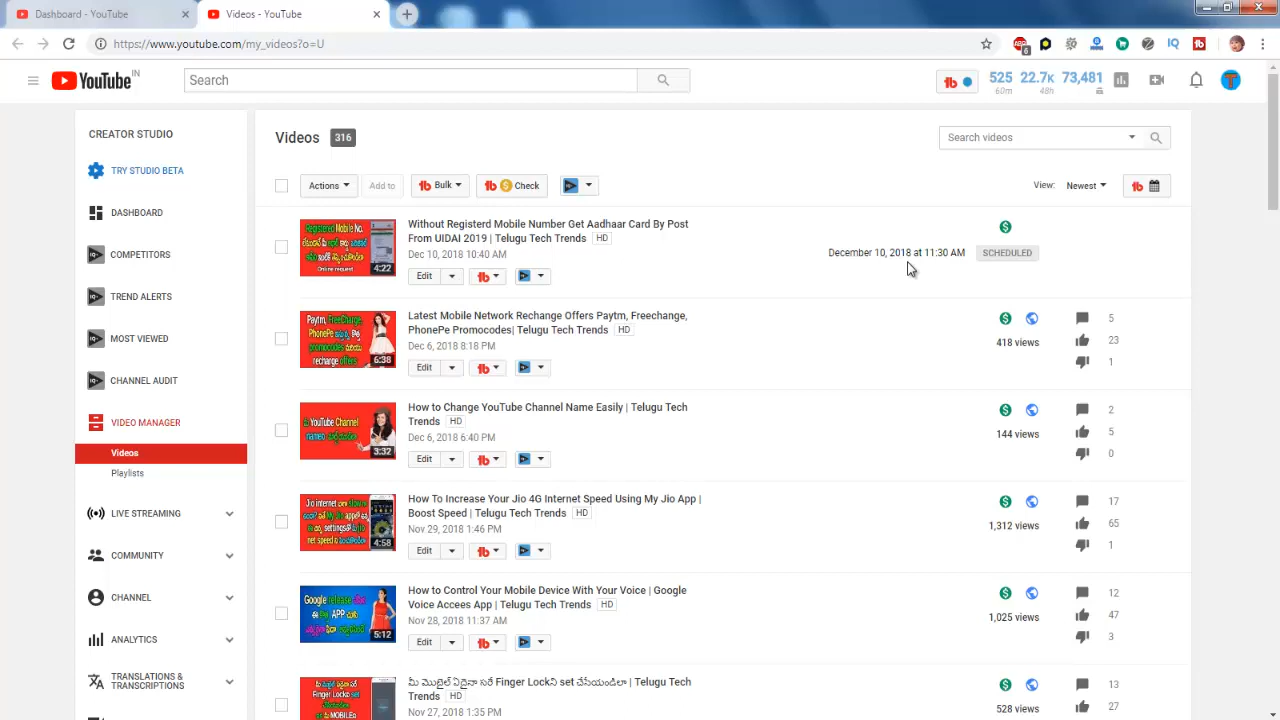 Dashboard - YouTube
Videos - YouTube
https://www.youtube.com/my_videos?o=U
6
YouTube IN
Search
525 22.7k 73,481
60m 48h
CREATOR STUDIO
TRY STUDIO BETA
DASHBOARD
COMPETITORS
TREND ALERTS
MOST VIEWED
CHANNEL AUDIT
VIDEO MANAGER
Videos
Playlists
LIVE STREAMING
COMMUNITY
CHANNEL
ANALYTICS
TRANSLATIONS &
TRANSCRIPTIONS
Videos 316
Search videos
Actions
Add to
Bulk
Check
View: Newest
Without Registerd Mobile Number Get Aadhaar Card By Post
From UIDAI 2019 | Telugu Tech Trends HD
Dec 10, 2018 10:40 AM
Edit
4:22
December 10, 2018 at 11:30 AM SCHEDULED
Latest Mobile Network Rechange Offers Paytm, Freechange,
PhonePe Promocodes| Telugu Tech Trends HD
Dec 6, 2018 8:18 PM
Edit
Paytm, FreeCharge
promocodes
recharge offers
6:38
418 views
5
23
1
How to Change YouTube Channel Name Easily | Telugu Tech
Trends HD
Dec 6, 2018 6:40 PM
Edit
మీ YouTube Channel
3:32
144 views
2
5
0
How To Increase Your Jio 4G Internet Speed Using My Jio App |
Boost Speed | Telugu Tech Trends HD
Nov 29, 2018 1:46 PM
Edit
4:58
1,312 views
17
65
1
How to Control Your Mobile Device With Your Voice | Google
Voice Accees App | Telugu Tech Trends HD
Nov 28, 2018 11:37 AM
Edit
5:12
1,025 views
12
47
3
మీ మొబైల్ ఏదైనా సరే Finger Lockని set చేసేయండిలా | Telugu Tech
Trends HD
Nov 27, 2018 1:35 PM
528 views
13
27